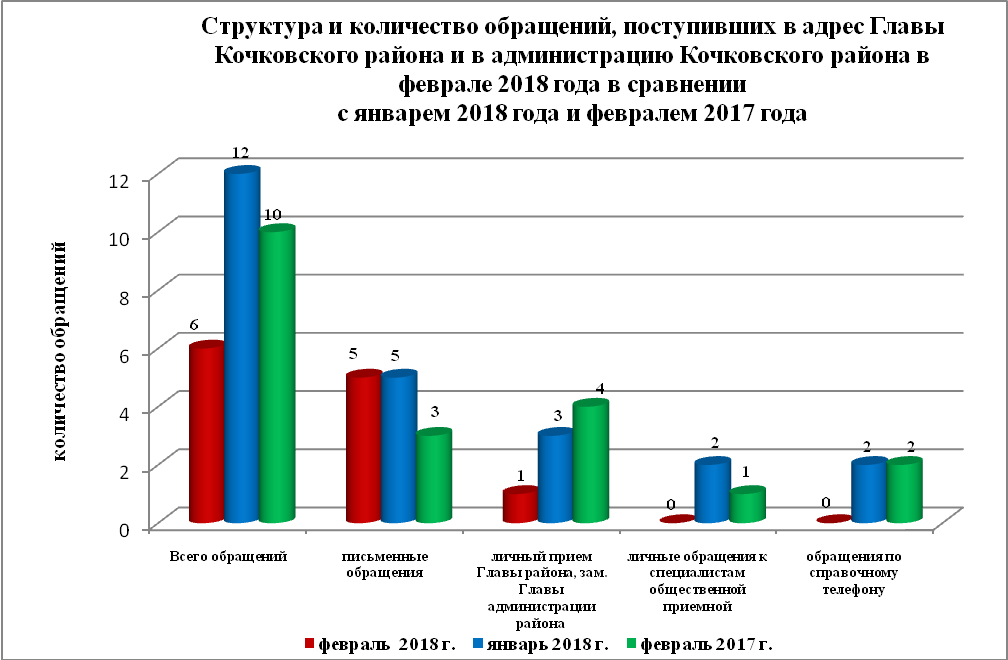 Структура и количество обращений, поступивших в адрес Главы
Кочковского района и в администрацию Кочковского района в
феврале 2018 года в сравнении
с январем 2018 года и февралем 2017 года
количество обращений
12
10
8
6
4
2
0
6
12
10
5
5
3
1
3
4
0
2
1
0
2
2
Всего обращений
письменные
обращения
личный прием
Главы района, зам.
Главы
администрации
района
личные обращения к
специалистам
общественной
приемной
обращения по
справочному
телефону
февраль 2018 г.
январь 2018 г.
февраль 2017 г.